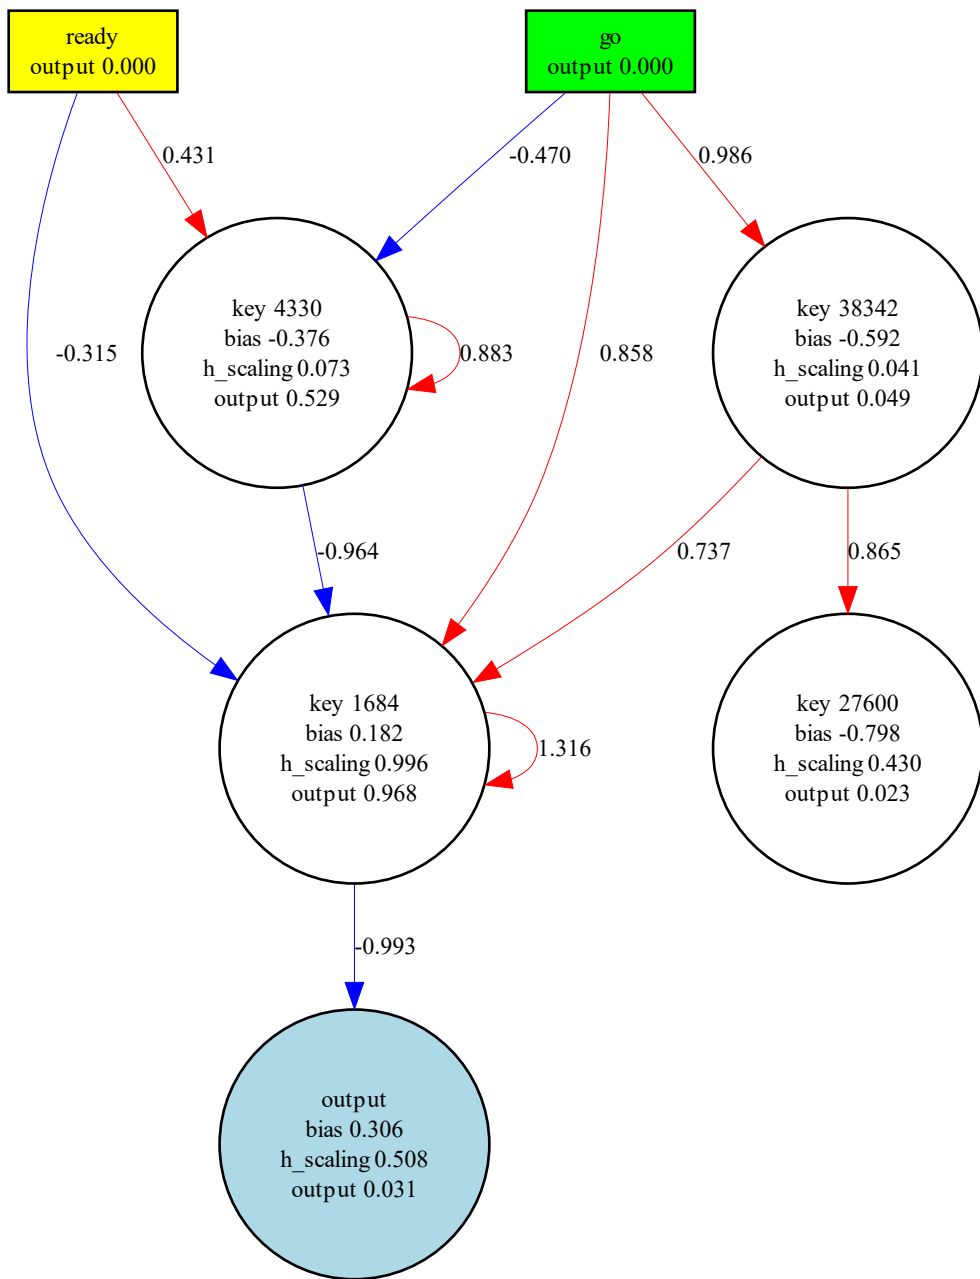 ready
output 0.000
go
output 0.000
0.431
-0.470
0.986
key 4330
bias -0.376
h_scaling 0.073
output 0.529
key 38342
bias -0.592
h_scaling 0.041
output 0.049
-0.315
0.883
0.858
-0.964
0.737
0.865
key 1684
bias 0.182
h_scaling 0.996
output 0.968
1.316
key 27600
bias -0.798
h_scaling 0.430
output 0.023
-0.993
output
bias 0.306
h_scaling 0.508
output 0.031